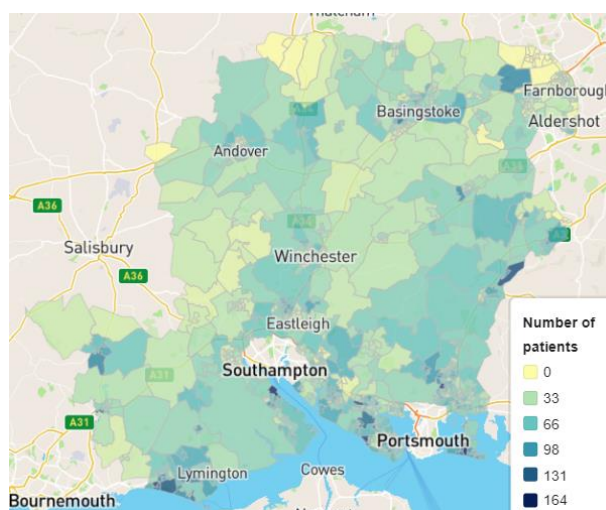 Farnborough
Basingstoke
Aldershot
Andover
A36
Salisbury
Winchester
A36
Eastleigh
A31
Southampton
A31
Portsmouth
Lymington
Cowes
Bournemouth
Number of
patients
0
33
66
98
131
164